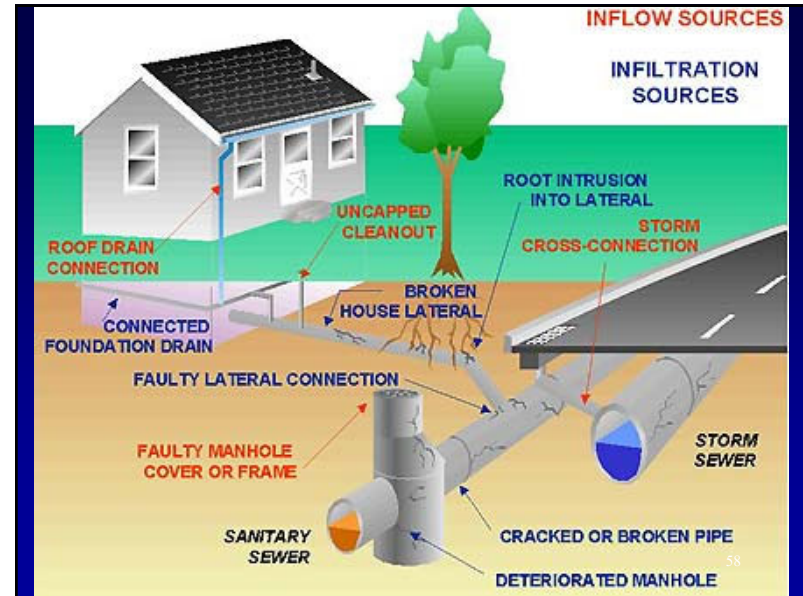 INFLOW SOURCES
INFILTRATION
SOURCES
ROOT INTRUSION
INTO LATERAL
UNCAPPED
CLEANOUT
STORM
CROSS-CONNECTION
ROOF DRAIN
CONNECTION
BROKEN
HOUSE LATERAL
CONNECTED
FOUNDATION DRAIN
FAULTY LATERAL CONNECTION
FAULTY MANHOLE
COVER OR FRAME
STORM
SEWER
SANITARY
SEWER
CRACKED OR BROKEN PIPE
58
DETERIORATED MANHOLE